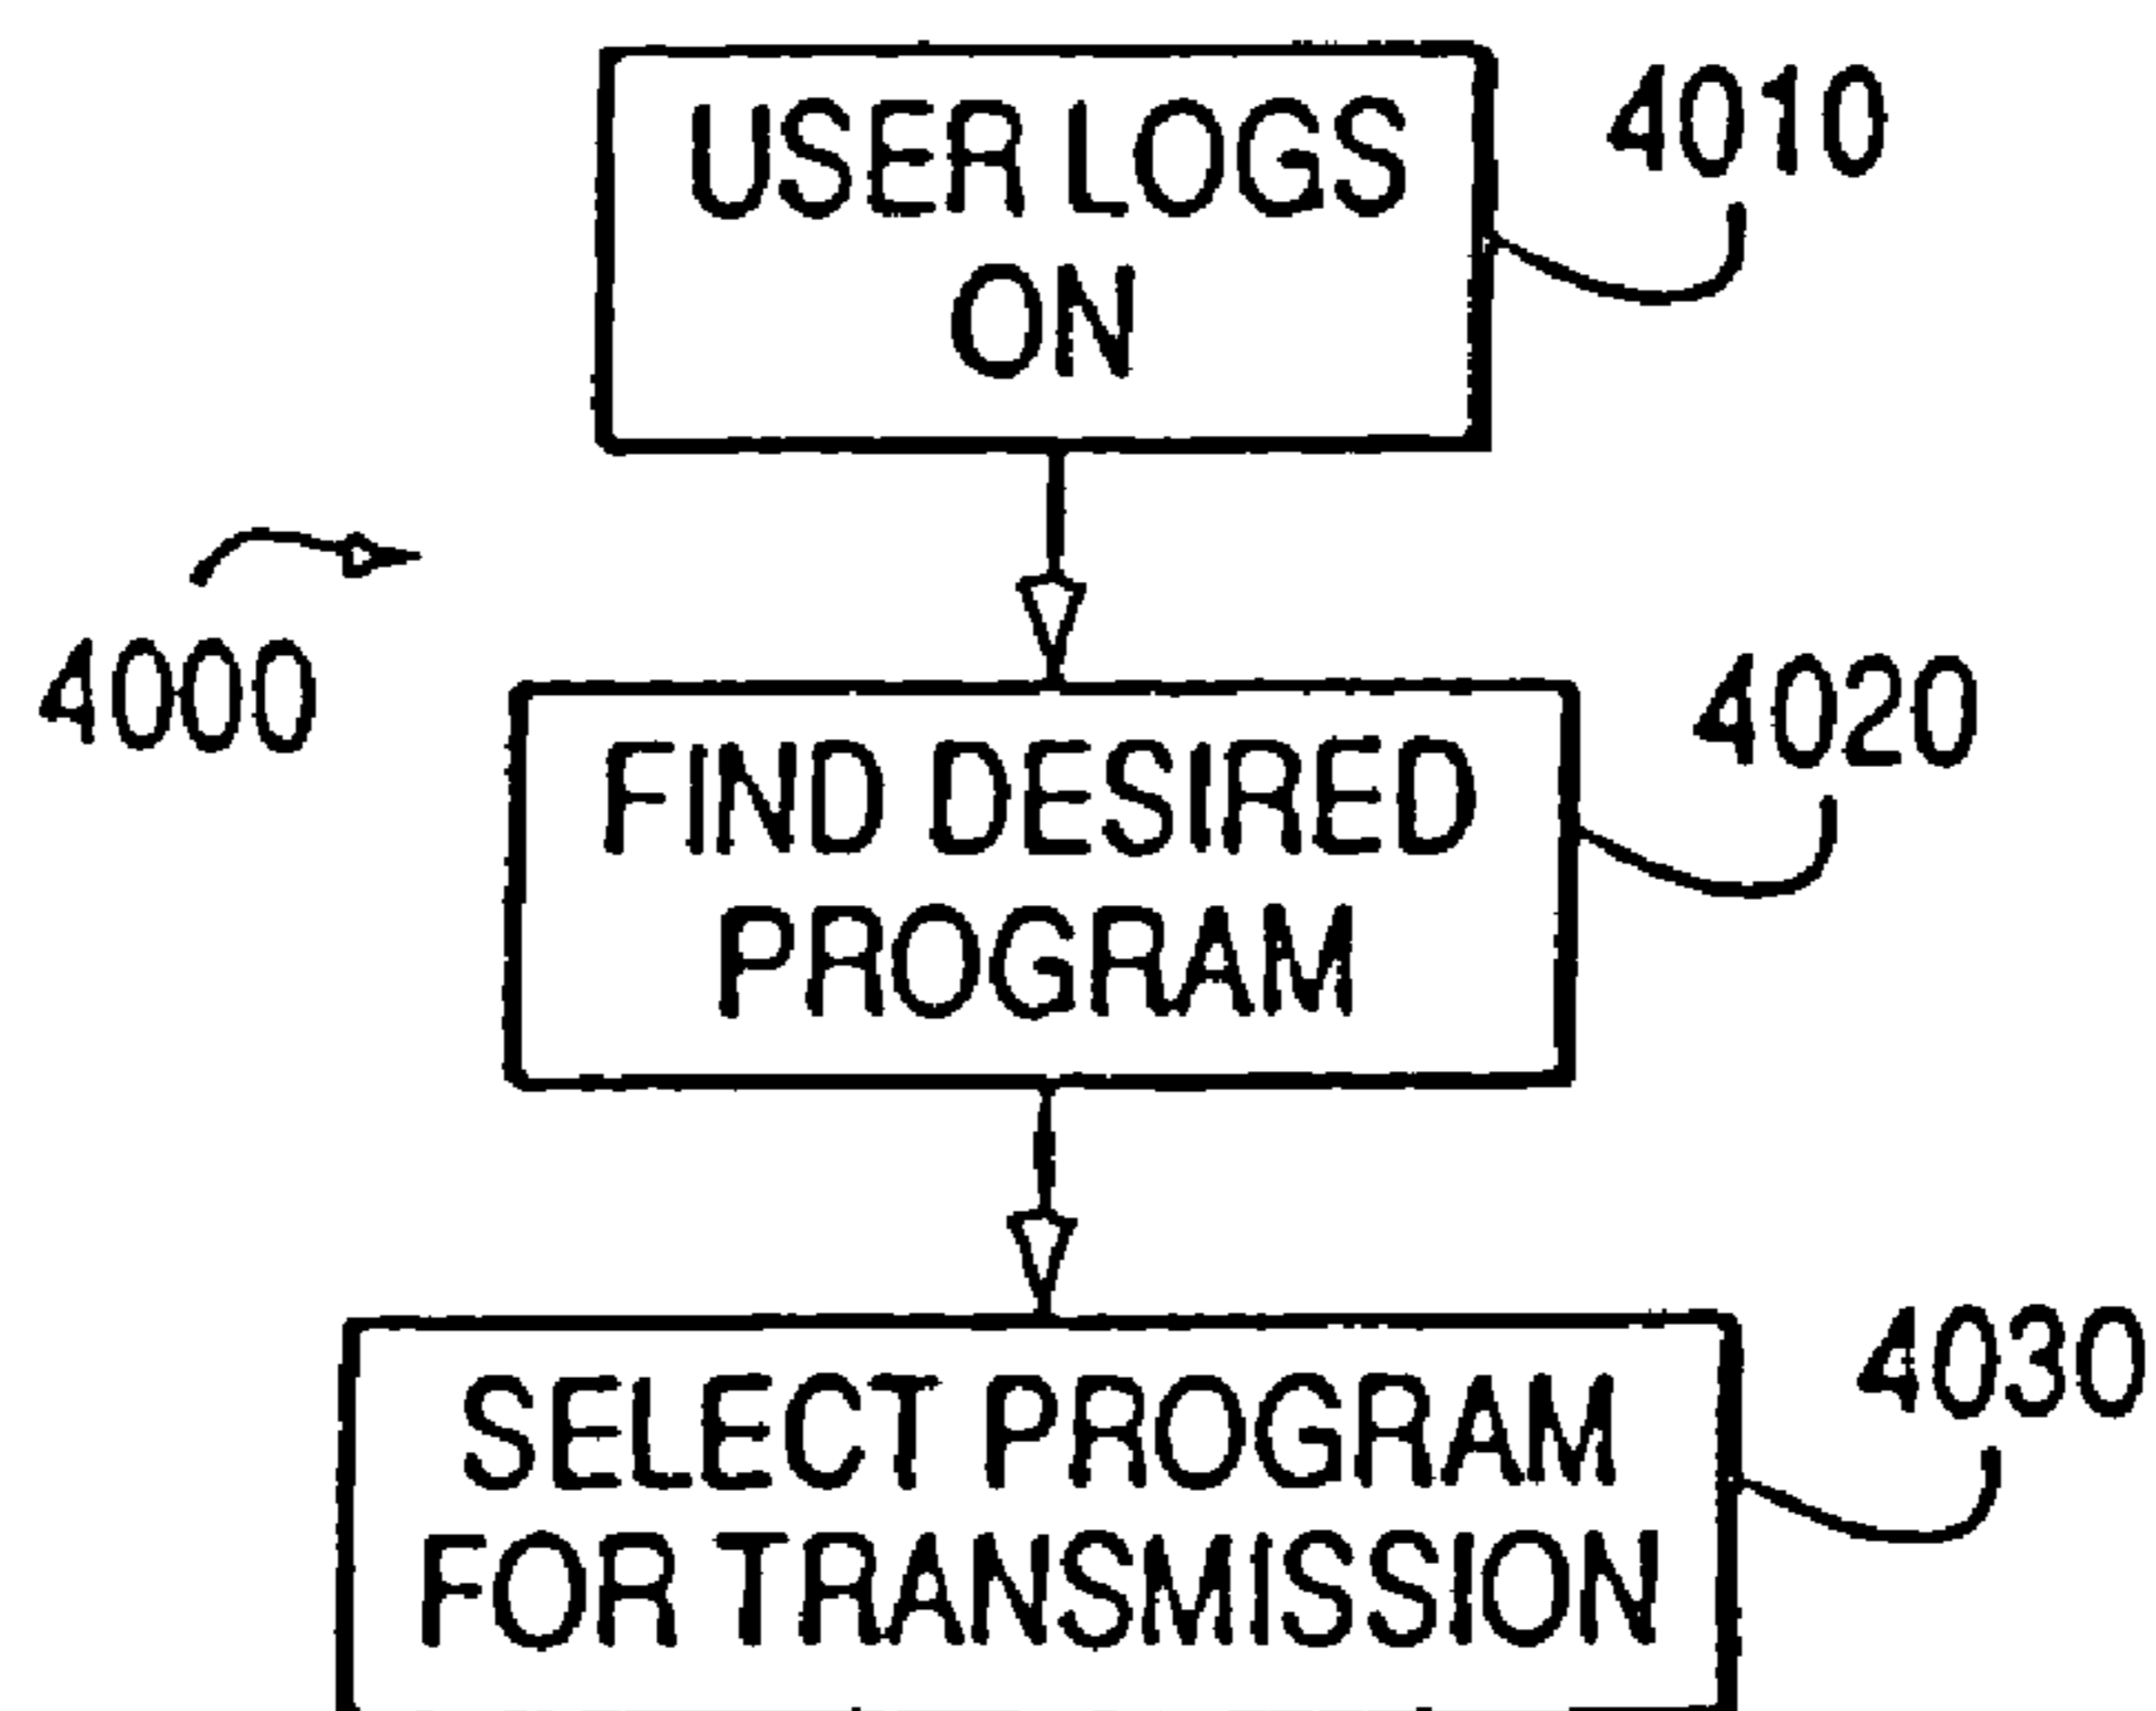 USER LOGS
ON
4010
4000
FIND DESIRED
PROGRAM
4020
SELECT PROGRAM
FOR TRANSMISSION
4030